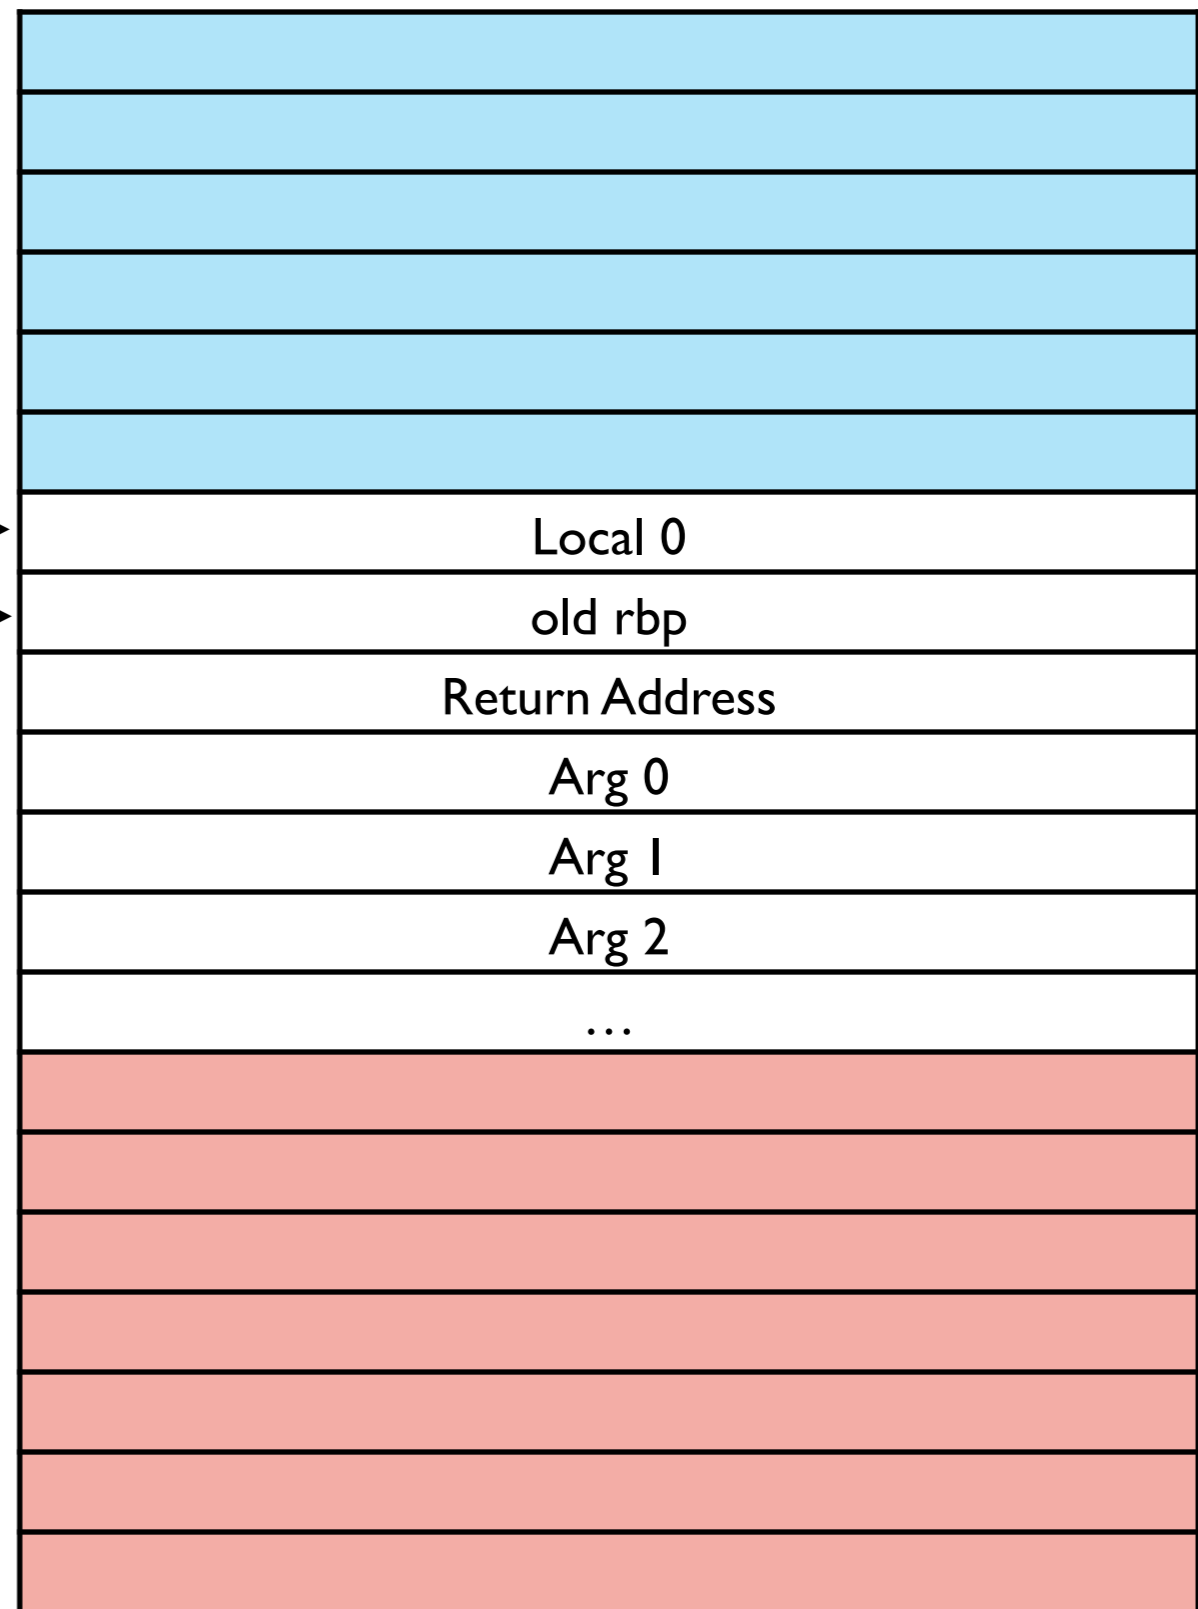 Local 0
old rbp
Return Address
Arg 0
Arg 1
Arg 2
…